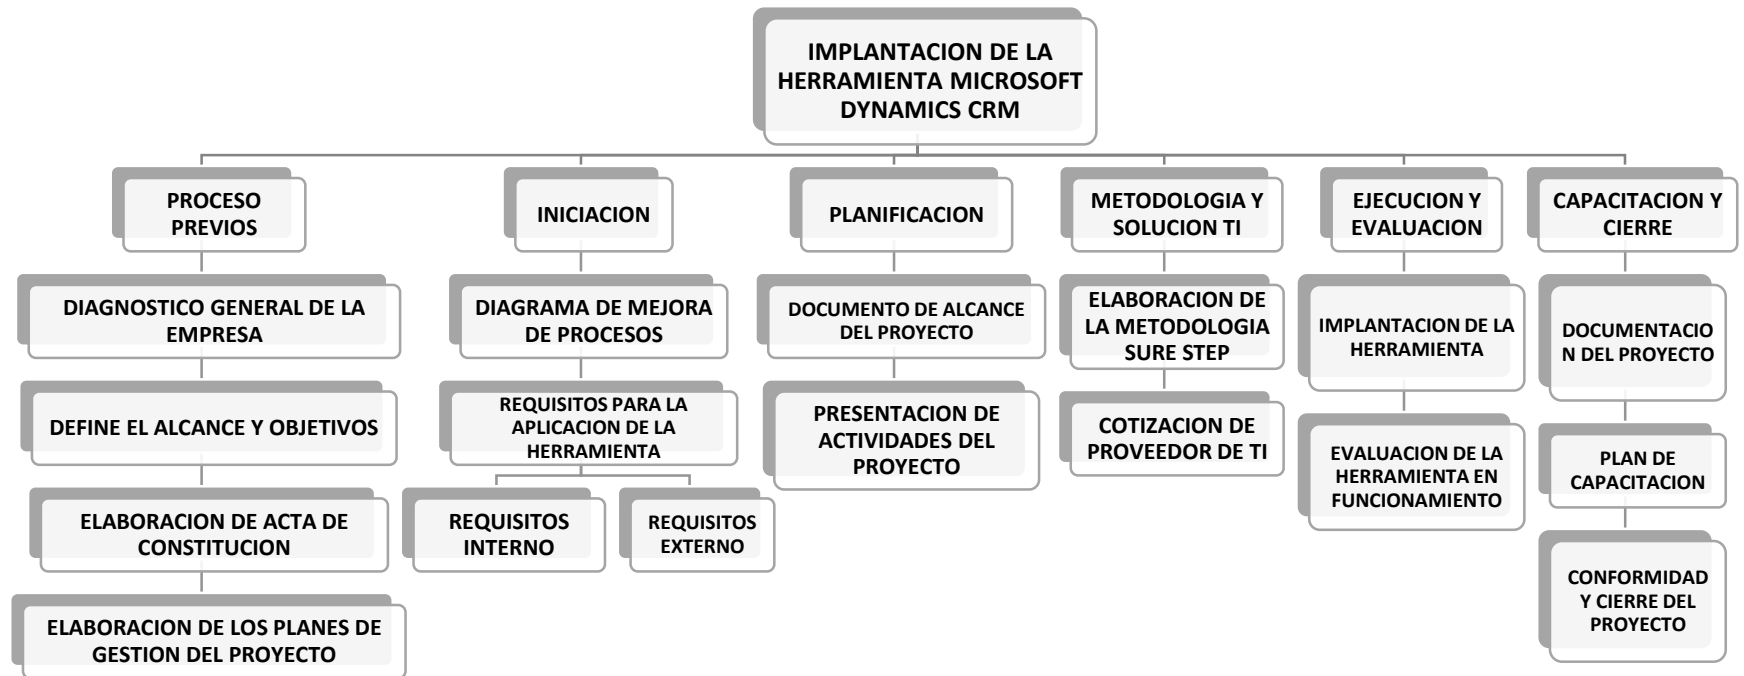 IMPLANTACION DE LA
HERRAMIENTA MICROSOFT
DYNAMICS CRM
PROCESO
PREVIOS
DIAGNOSTICO GENERAL DE LA
EMPRESA
DEFINE EL ALCANCE Y OBJETIVOS
ELABORACION DE ACTA DE
CONSTITUCION
ELABORACION DE LOS PLANES DE
GESTION DEL PROYECTO
INICIACION
DIAGRAMA DE MEJORA
DE PROCESOS
REQUISITOS PARA LA
APLICACION DE LA
HERRAMIENTA
REQUISITOS
INTERNO
REQUISITOS
EXTERNO
PLANIFICACION
DOCUMENTO DE ALCANCE
DEL PROYECTO
PRESENTACION DE
ACTIVIDADES DEL
PROYECTO
METODOLOGIA Y
SOLUCION TI
ELABORACION DE
LA METODOLOGIA
SURE STEP
COTIZACION DE
PROVEEDOR DE TI
EJECUCION Y
EVALUACION
IMPLANTACION DE LA
HERRAMIENTA
EVALUACION DE LA
HERRAMIENTA EN
FUNCIONAMIENTO
CAPACITACION Y
CIERRE
DOCUMENTACIO
N DEL PROYECTO
PLAN DE
CAPACITACION
CONFORMIDAD
Y CIERRE DEL
PROYECTO